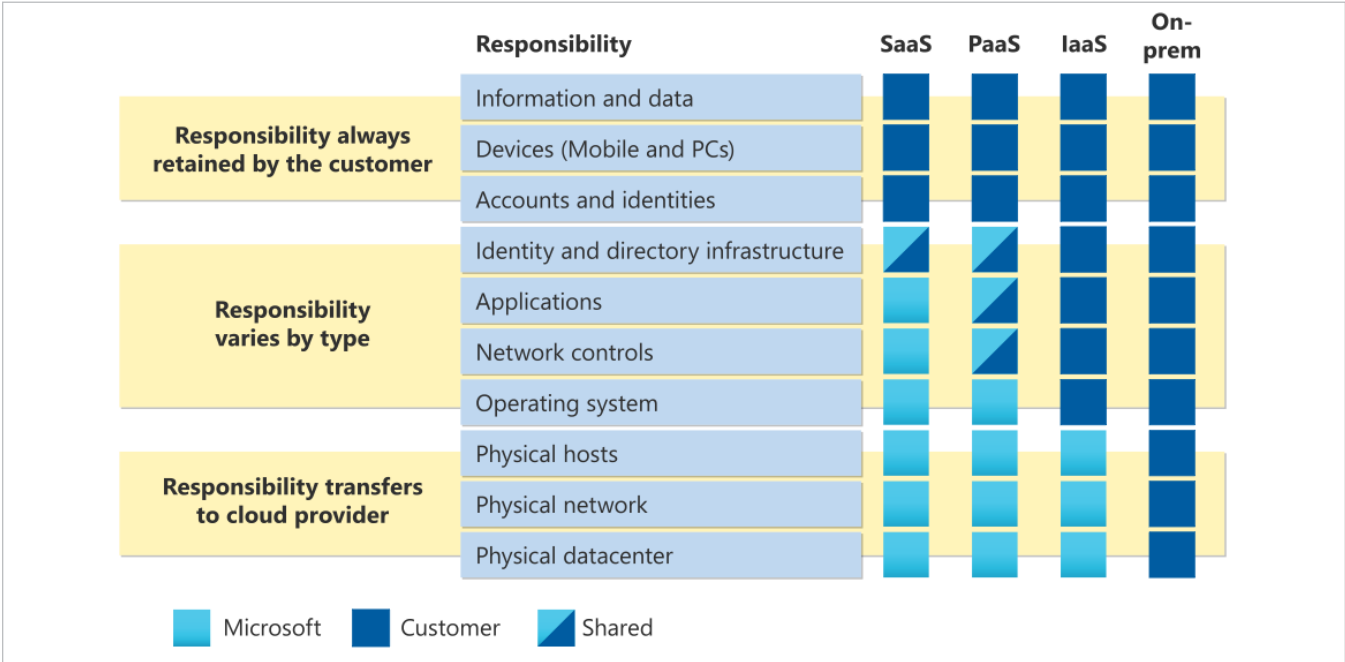 Responsibility SaaS PaaS IaaS On-
prem
Information and data
Responsibility always
retained by the customer
Devices (Mobile and PCs)
Accounts and identities
Identity and directory infrastructure
Responsibility
varies by type
Applications
Network controls
Operating system
Physical hosts
Responsibility transfers
to cloud provider
Physical network
Physical datacenter
Microsoft Customer Shared